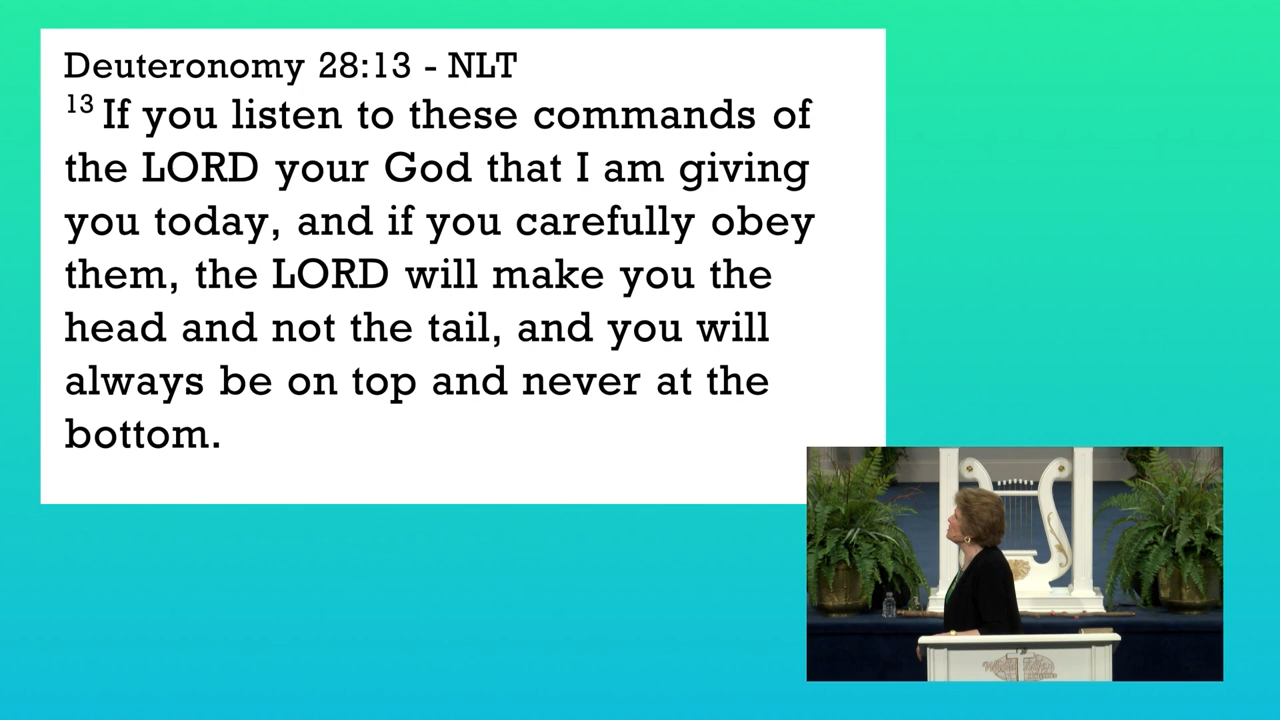 Deuteronomy 28:13 - NLT
13 If you listen to these commands of
the LORD your God that I am giving
you today, and if you carefully obey
them, the LORD will make you the
head and not the tail, and you will
always be on top and never at the
bottom.